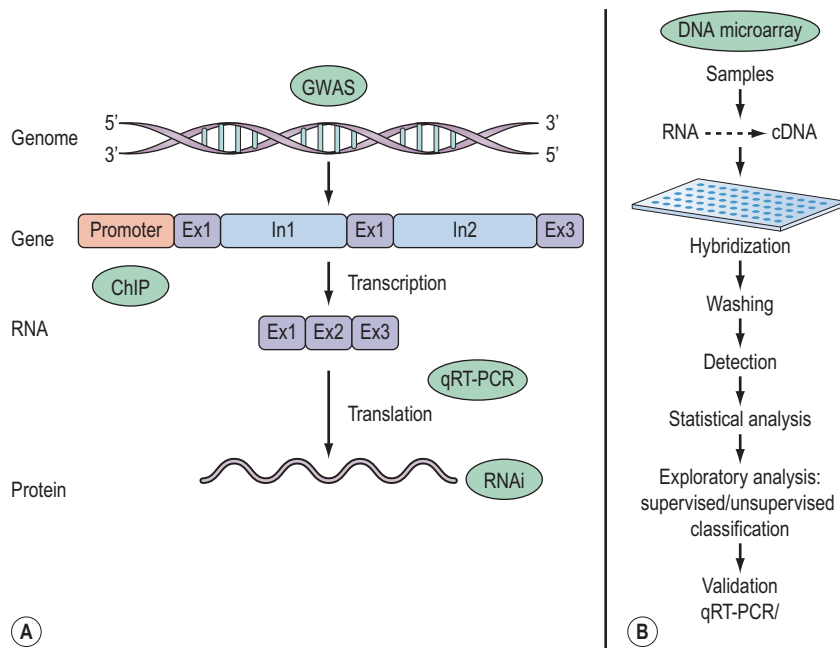 GWAS
5’ 3’
Genome
3’ 5’
Gene Promoter Ex1 In1 Ex1 In2 Ex3
ChIP
Transcription
RNA
Ex1 Ex2 Ex3
qRT-PCR
Translation
Protein
RNAi
A
DNA microarray
Samples
RNA cDNA
Hybridization
Washing
Detection
Statistical analysis
Exploratory analysis:
supervised/unsupervised
classification
Validation
qRT-PCR/
B